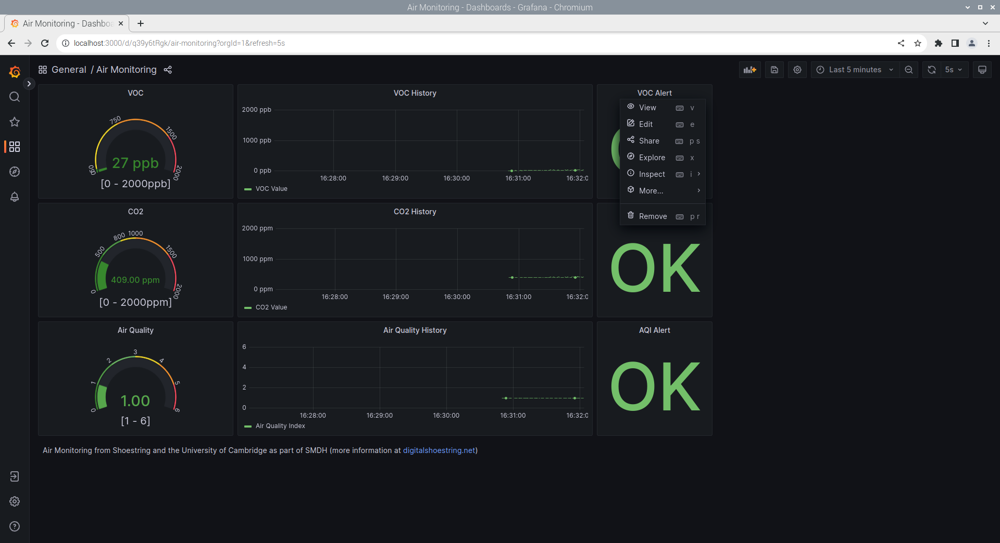 Air Monitoring - Dashboards - Grafana - Chromium
Air Monitoring - Dashboa
localhost:3000/d/q39y6tRgk/air-monitoring?orgId=1&refresh=5s
General / Air Monitoring
Last 5 minutes
5s
VOC
750
1500
2000
27 ppb
[0 - 2000ppb]
VOC History
2000 ppb
1000 ppb
0 ppb
16:28:00
16:29:00
16:30:00
16:31:00
16:32:0
VOC Value
VOC Alert
View v
Edit e
Share p s
Explore x
Inspect i
More...
Remove p r
CO2
0
500
800
1000
1500
2000
409.00 ppm
[0 - 2000ppm]
CO2 History
2000 ppm
1000 ppm
0 ppm
16:28:00
16:29:00
16:30:00
16:31:00
16:32:0
CO2 Value
OK
Air Quality
0
1
2
3
4
5
6
1.00
[1 - 6]
Air Quality History
6
4
2
0
16:28:00
16:29:00
16:30:00
16:31:00
16:32:0
Air Quality Index
AQI Alert
OK
Air Monitoring from Shoestring and the University of Cambridge as part of SMDH (more information at digitalshoestring.net)